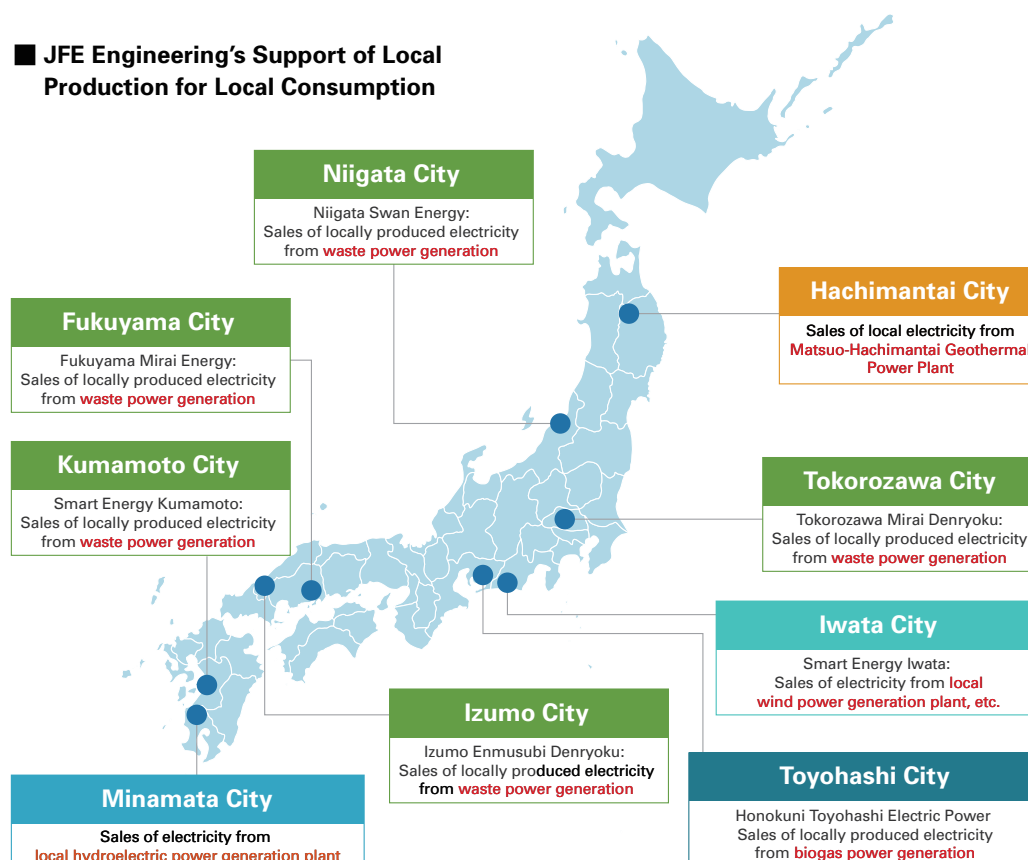 ■ JFE Engineering's Support of Local
Production for Local Consumption
Niigata City
Niigata Swan Energy:
Sales of locally produced electricity
from waste power generation
Hachimantai City
Sales of local electricity from
Matsuo-Hachimantai Geothermal
Power Plant
Fukuyama City
Fukuyama Mirai Energy:
Sales of locally produced electricity
from waste power generation
Kumamoto City
Smart Energy Kumamoto:
Sales of locally produced electricity
from waste power generation
Tokorozawa City
Tokorozawa Mirai Denryoku:
Sales of locally produced electricity
from waste power generation
Iwata City
Smart Energy Iwata:
Sales of electricity from local
wind power generation plant, etc.
Izumo City
Izumo Enmusubi Denryoku:
Sales of locally produced electricity
from waste power generation
Toyohashi City
Honokuni Toyohashi Electric Power
Sales of locally produced electricity
from biogas power generation
Minamata City
Sales of electricity from
local hydroelectric power generation plant